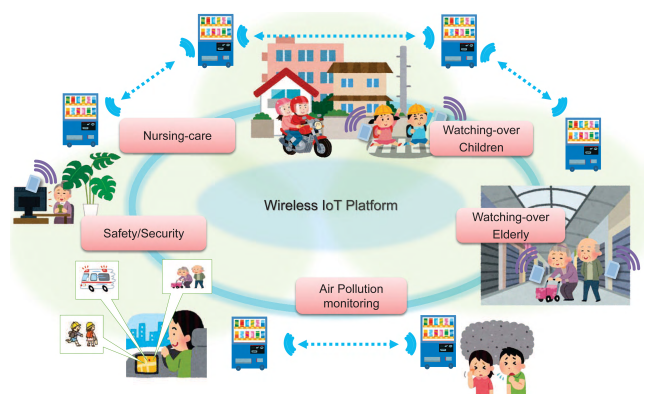 Nursing-care
Watching-over
Children
Wireless IoT Platform
Watching-over
Elderly
Safety/Security
Air Pollution
monitoring